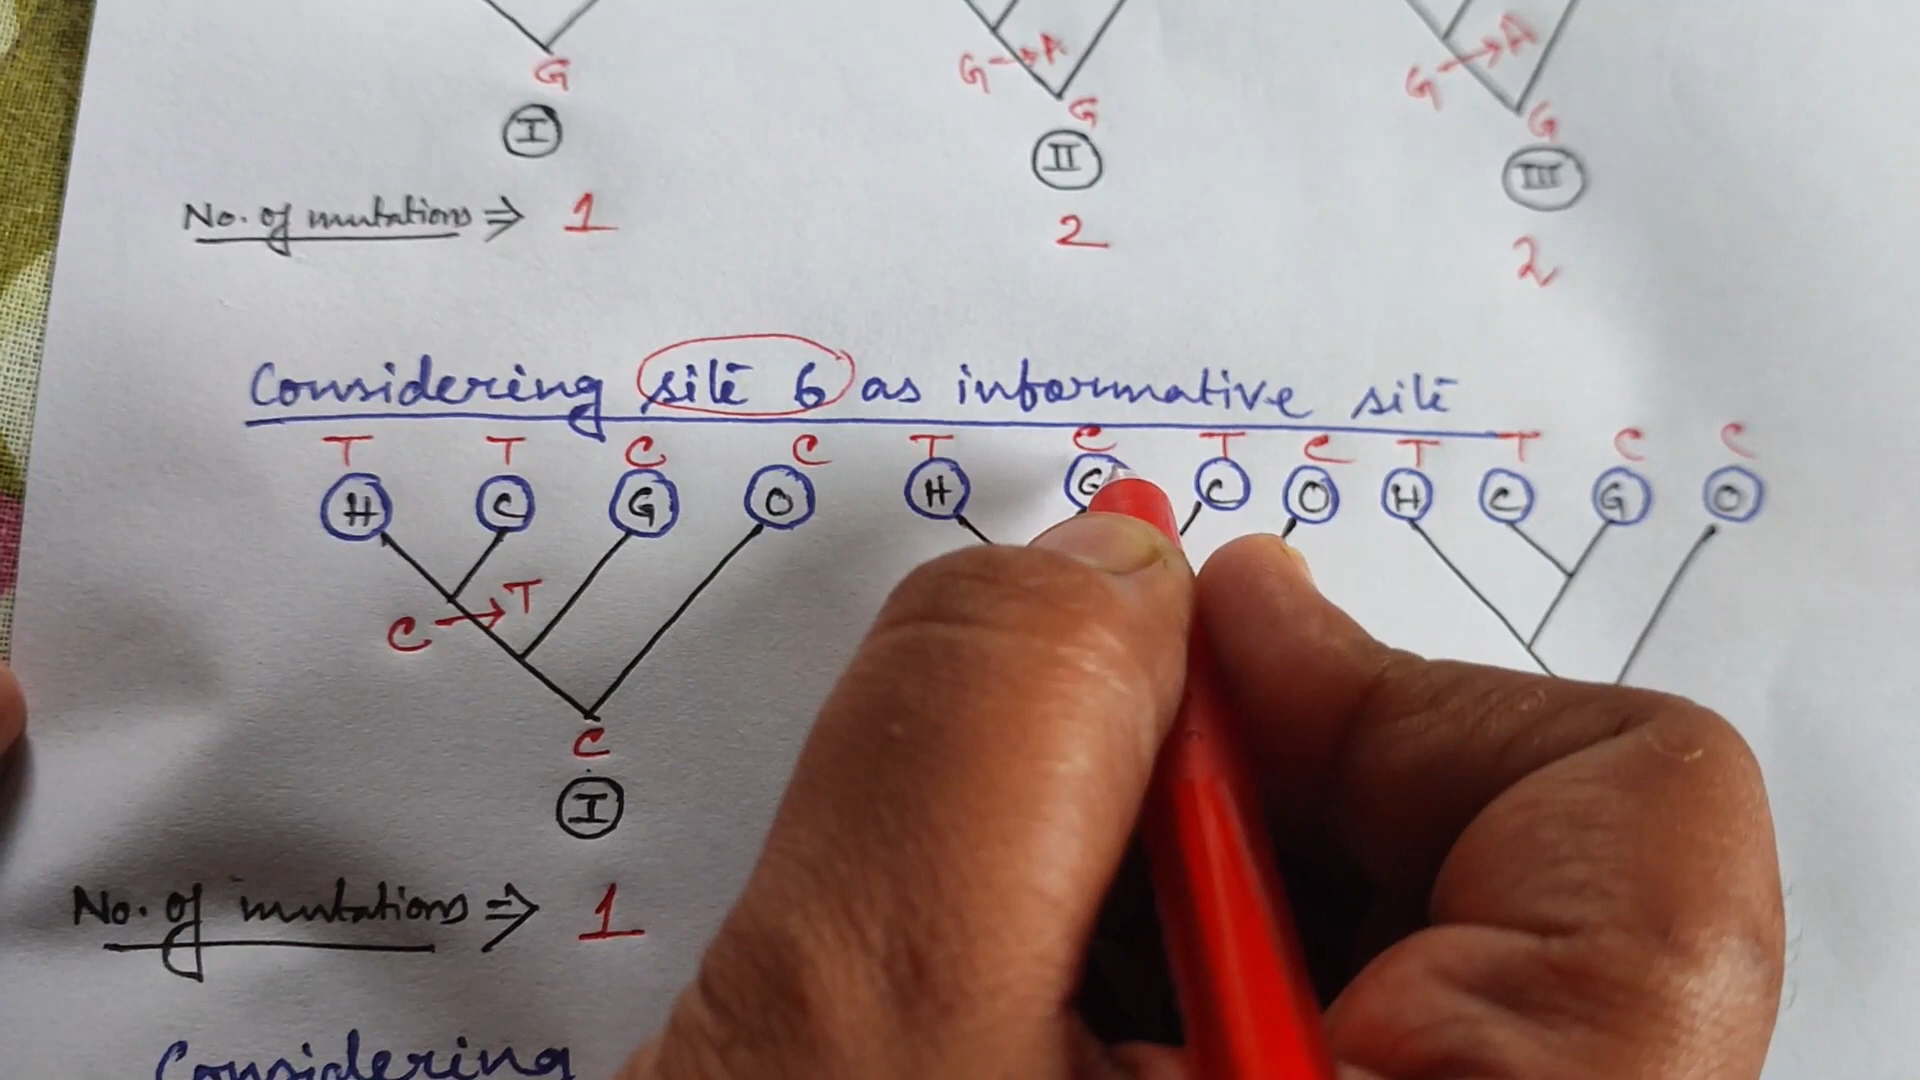 G G→A G G→A G
I II III
No. of mutations ⇒ 1 2 2
Considering site 6 as informative site
T T C C T C T C T T C C
H C G O H G C O H C G O
C→T
C
I
No. of mutations ⇒ 1
Considering